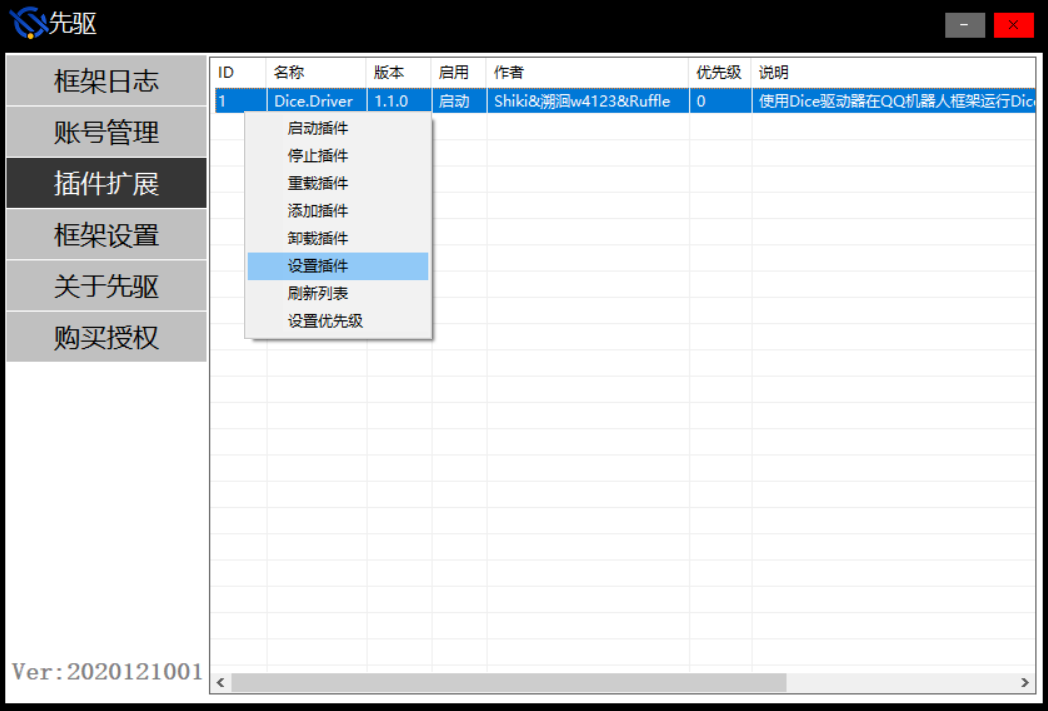 先驱
框架日志
账号管理
插件扩展
框架设置
关于先驱
购买授权
Ver:2020121001
ID 名称 版本 启用 作者 优先级 说明
1 Dice.Driver 1.1.0 启动 Shiki&溯洄w4123&Ruffle 0 使用Dice驱动器在QQ机器人框架运行Dic
启动插件
停止插件
重载插件
添加插件
卸载插件
设置插件
刷新列表
设置优先级